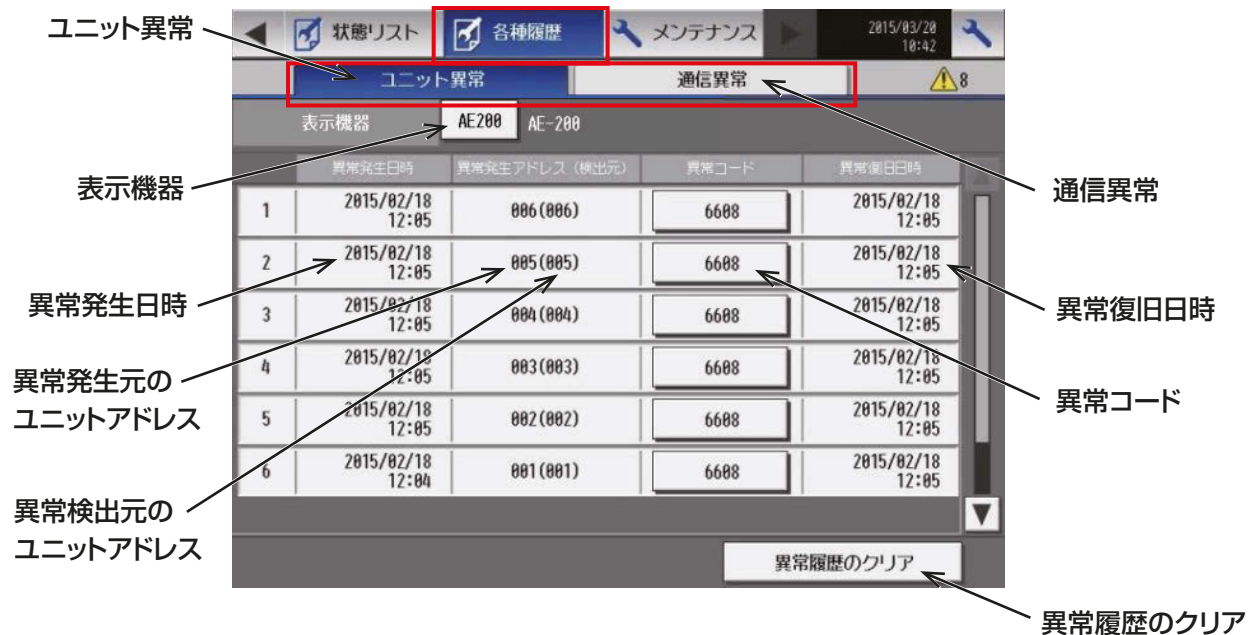 ユニット異常
表示機器
異常発生日時
異常発生元の
ユニットアドレス
異常検出元の
ユニットアドレス
状態リスト
各種履歴
メンテナンス
2015/03/20
10:42
ユニット異常
通信異常
8
表示機器
AE200
AE-200
異常発生日時
異常発生アドレス(検出元)
異常コード
異常復旧日時
1
2015/02/18
12:05
006(006)
6608
2015/02/18
12:05
2
2015/02/18
12:05
005(005)
6608
2015/02/18
12:05
3
2015/02/18
12:05
004(004)
6608
2015/02/18
12:05
4
2015/02/18
12:05
003(003)
6608
2015/02/18
12:05
5
2015/02/18
12:05
002(002)
6608
2015/02/18
12:05
6
2015/02/18
12:04
001(001)
6608
2015/02/18
12:05
異常履歴のクリア
通信異常
異常復旧日時
異常コード
異常履歴のクリア